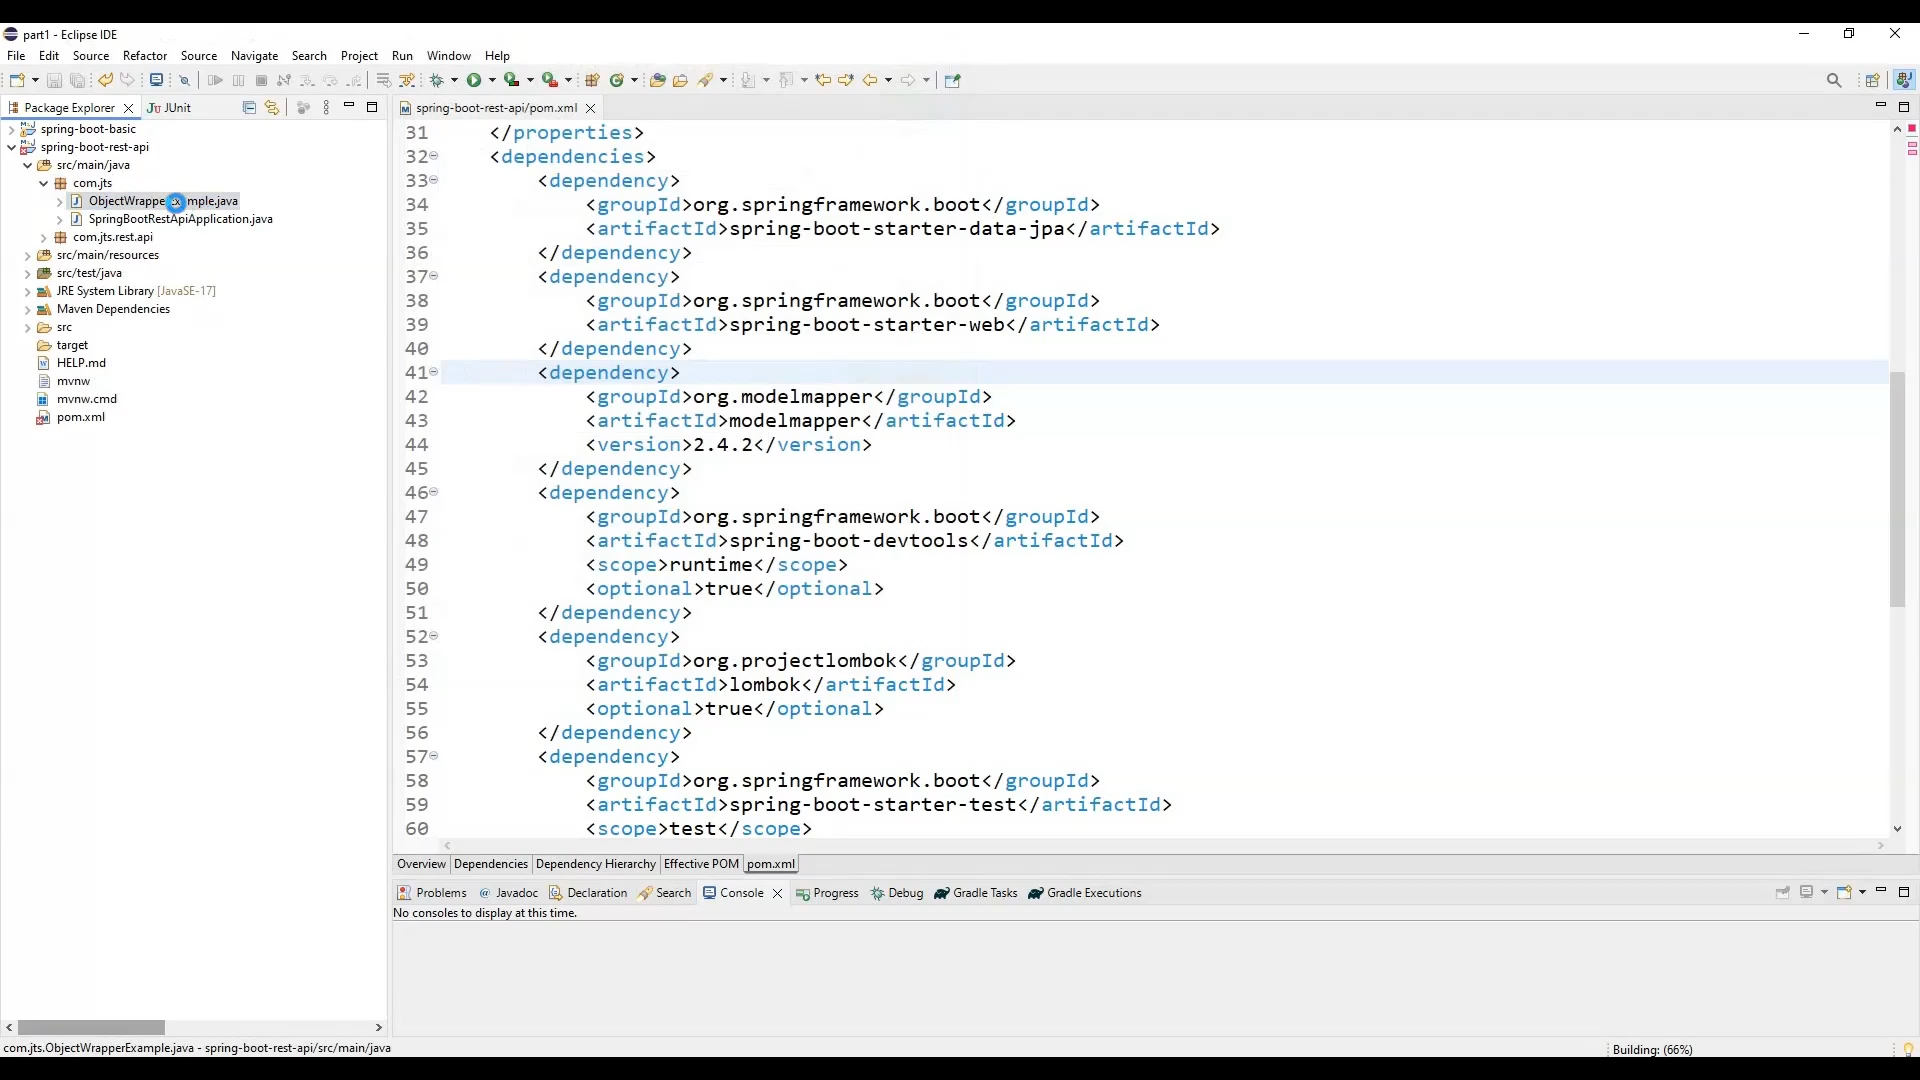 part1 - Eclipse IDE
File Edit Source Refactor Source Navigate Search Project Run Window Help
Package Explorer JUnit
spring-boot-rest-api/pom.xml
spring-boot-basic
spring-boot-rest-api
src/main/java
com.jts
ObjectWrapperExample.java
SpringBootRestApiApplication.java
com.jts.rest.api
src/main/resources
src/test/java
JRE System Library [JavaSE-17]
Maven Dependencies
src
target
HELP.md
mvnw
mvnw.cmd
pom.xml
31 </properties>
32 <dependencies>
33 <dependency>
34 <groupId>org.springframework.boot</groupId>
35 <artifactId>spring-boot-starter-data-jpa</artifactId>
36 </dependency>
37 <dependency>
38 <groupId>org.springframework.boot</groupId>
39 <artifactId>spring-boot-starter-web</artifactId>
40 </dependency>
41 <dependency>
42 <groupId>org.modelmapper</groupId>
43 <artifactId>modelmapper</artifactId>
44 <version>2.4.2</version>
45 </dependency>
46 <dependency>
47 <groupId>org.springframework.boot</groupId>
48 <artifactId>spring-boot-devtools</artifactId>
49 <scope>runtime</scope>
50 <optional>true</optional>
51 </dependency>
52 <dependency>
53 <groupId>org.projectlombok</groupId>
54 <artifactId>lombok</artifactId>
55 <optional>true</optional>
56 </dependency>
57 <dependency>
58 <groupId>org.springframework.boot</groupId>
59 <artifactId>spring-boot-starter-test</artifactId>
60 <scope>test</scope>
Overview Dependencies Dependency Hierarchy Effective POM pom.xml
Problems Javadoc Declaration Search Console Progress Debug Gradle Tasks Gradle Executions
No consoles to display at this time.
com.jts.ObjectWrapperExample.java - spring-boot-rest-api/src/main/java
Building: (66%)